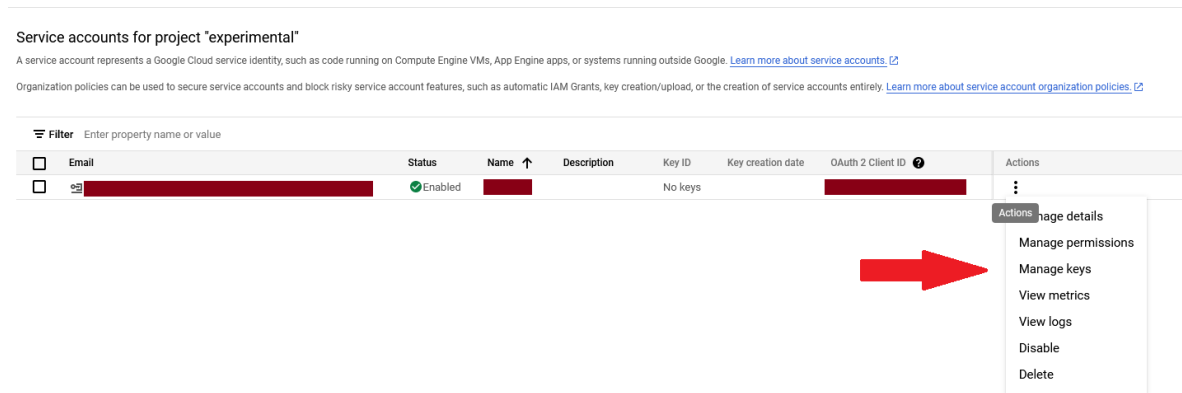 Service accounts for project "experimental"
A service account represents a Google Cloud service identity, such as code running on Compute Engine VMs, App Engine apps, or systems running outside Google. Learn more about service accounts.
Organization policies can be used to secure service accounts and block risky service account features, such as automatic IAM Grants, key creation/upload, or the creation of service accounts entirely. Learn more about service account organization policies.
Filter Enter property name or value
Email Status Name Description Key ID Key creation date OAuth 2 Client ID Actions
Enabled No keys
Actions
details
Manage permissions
Manage keys
View metrics
View logs
Disable
Delete